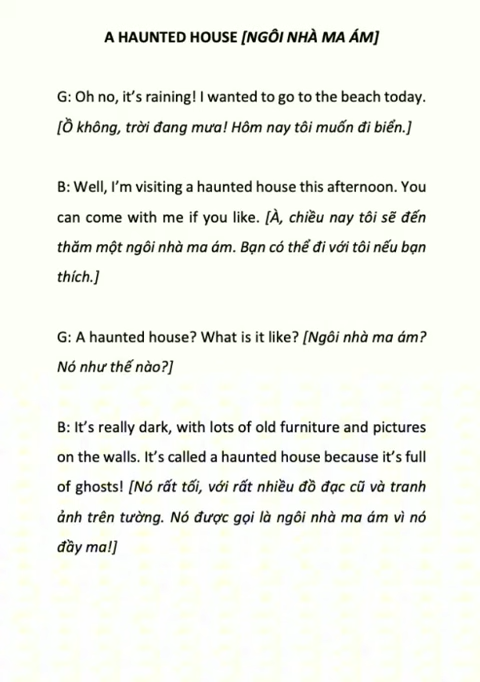 A HAUNTED HOUSE [NGÔI NHÀ MA ÁM]
G: Oh no, it's raining! I wanted to go to the beach today.
[Ồ không, trời đang mưa! Hôm nay tôi muốn đi biển.]
B: Well, I'm visiting a haunted house this afternoon. You
can come with me if you like. [À, chiều nay tôi sẽ đến
thăm một ngôi nhà ma ám. Bạn có thể đi với tôi nếu bạn
thích.]
G: A haunted house? What is it like? [Ngôi nhà ma ám?
Nó như thế nào?]
B: It's really dark, with lots of old furniture and pictures
on the walls. It's called a haunted house because it's full
of ghosts! [Nó rất tối, với rất nhiều đồ đạc cũ và tranh
ảnh trên tường. Nó được gọi là ngôi nhà ma ám vì nó
đầy ma!]